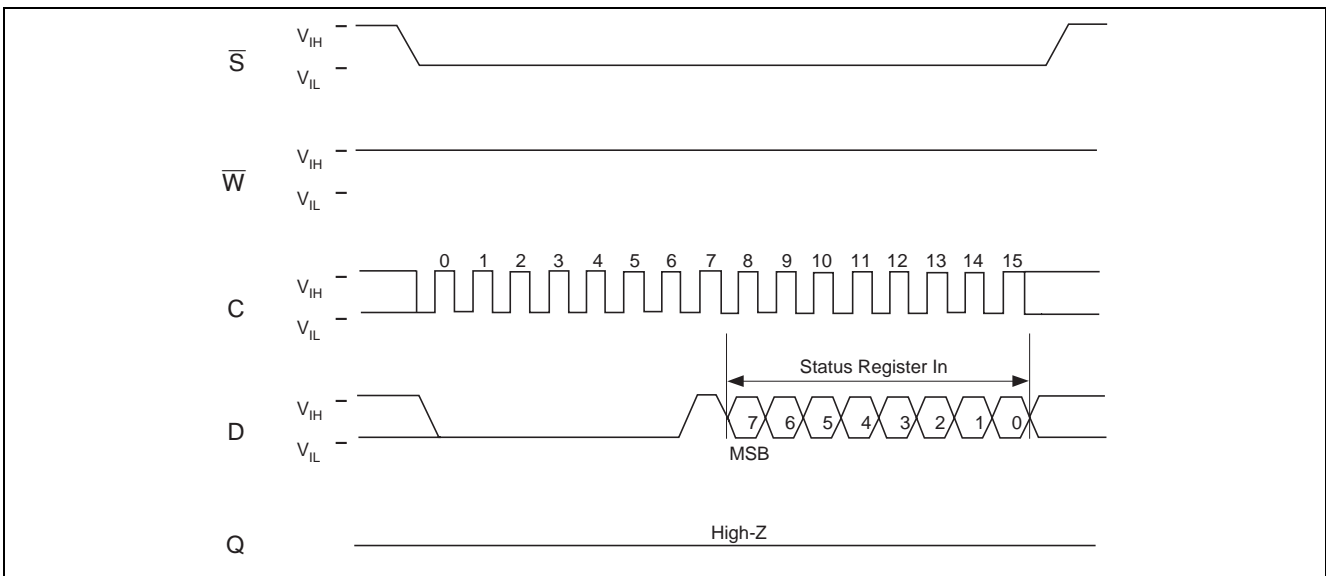 V_IH
S̅
V_IL
V_IH
W̅
V_IL
0 1 2 3 4 5 6 7 8 9 10 11 12 13 14 15
V_IH
C
V_IL
Status Register In
V_IH
D
7 6 5 4 3 2 1 0
V_IL
MSB
High-Z
Q